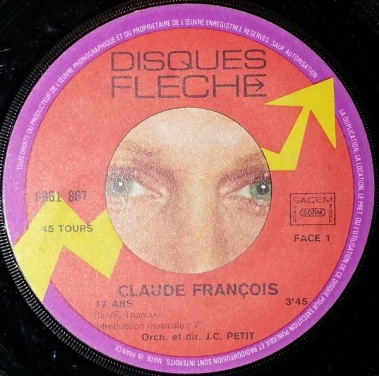 TOUS DROITS DU PRODUCTEUR DE L'ŒUVRE PHONOGRAPHIQUE ET DU PROPRIETAIRE DE L'ŒUVRE ENREGISTREE RESERVES. SAUF AUTORISATION
LA DUPLICATION, LA LOCATION, LE PRET, OU L'UTILISATION DE CE DISQUE POUR EXECUTION PUBLIQUE ET RADIODIFFUSION SONT INTERDITS. MADE IN FRANCE
DISQUES
FLECHE
6061 867
45 TOURS
SACEM
FACE 1
CLAUDE FRANÇOIS
17 ANS
3'45
Introduction musicale : 7"
Orch. et dir. J.C. PETIT